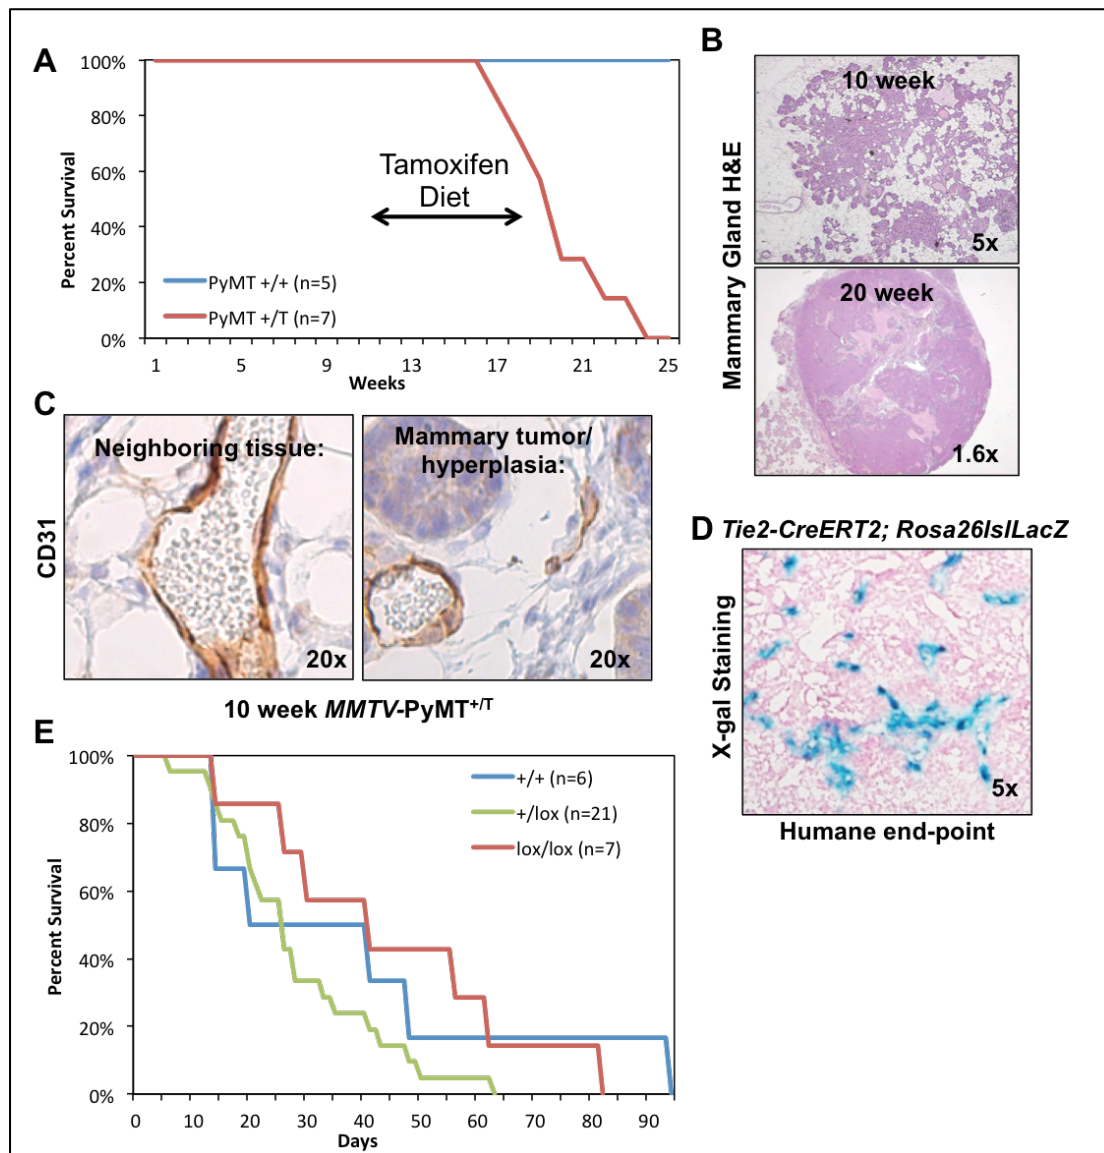 A
100%
80%
60%
40%
20%
0%
Percent Survival
Tamoxifen
Diet
PyMT +/+ (n=5)
PyMT +/T (n=7)
1 5 9 13 17 21 25
Weeks
B
Mammary Gland H&E
10 week
5x
20 week
1.6x
C
CD31
Neighboring tissue:
20x
Mammary tumor/
hyperplasia:
20x
10 week MMTV-PyMT+/T
D Tie2-CreERT2; Rosa26lslLacZ
X-gal Staining
5x
Humane end-point
E
100%
80%
60%
40%
20%
0%
Percent Survival
+/+ (n=6)
+/lox (n=21)
lox/lox (n=7)
0 10 20 30 40 50 60 70 80 90
Days